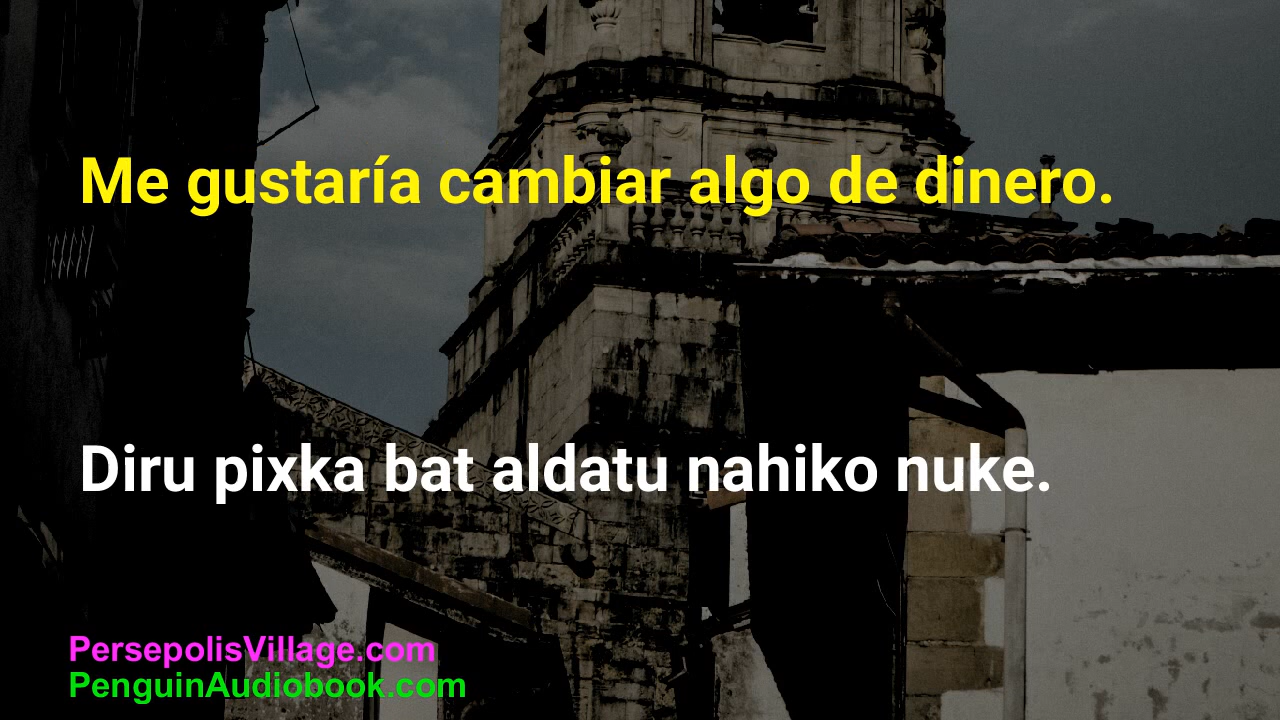 Me gustaría cambiar algo de dinero.
Diru pixka bat aldatu nahiko nuke.
PersepolisVillage.com
PenguinAudiobook.com